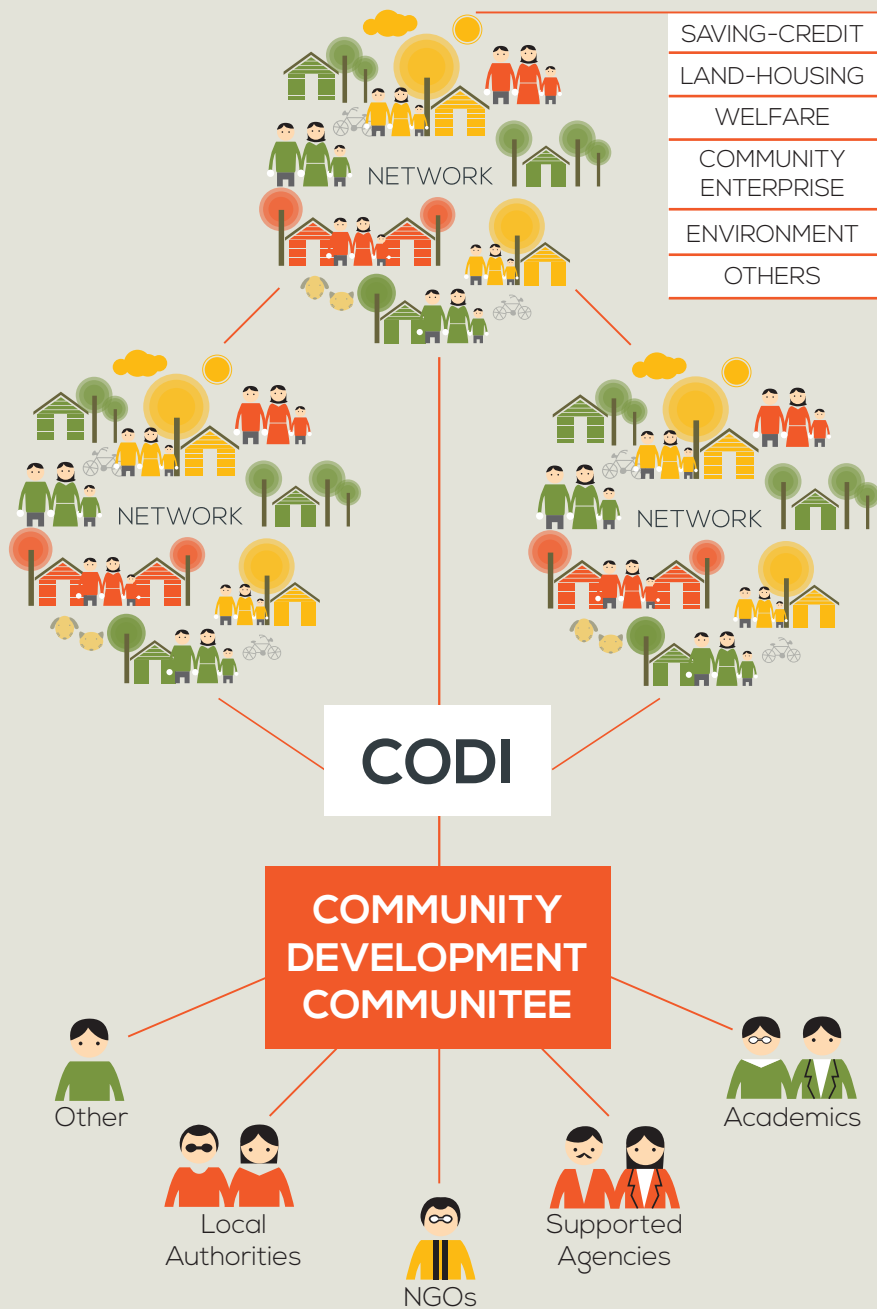 SAVING-CREDIT
LAND-HOUSING
WELFARE
COMMUNITY
ENTERPRISE
ENVIRONMENT
OTHERS
NETWORK
NETWORK
NETWORK
CODI
COMMUNITY
DEVELOPMENT
COMMUNITEE
Other
Academics
Local
Authorities
Supported
Agencies
NGOs